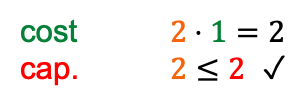 cost 2 · 1 = 2
cap. 2 ≤ 2 ✓